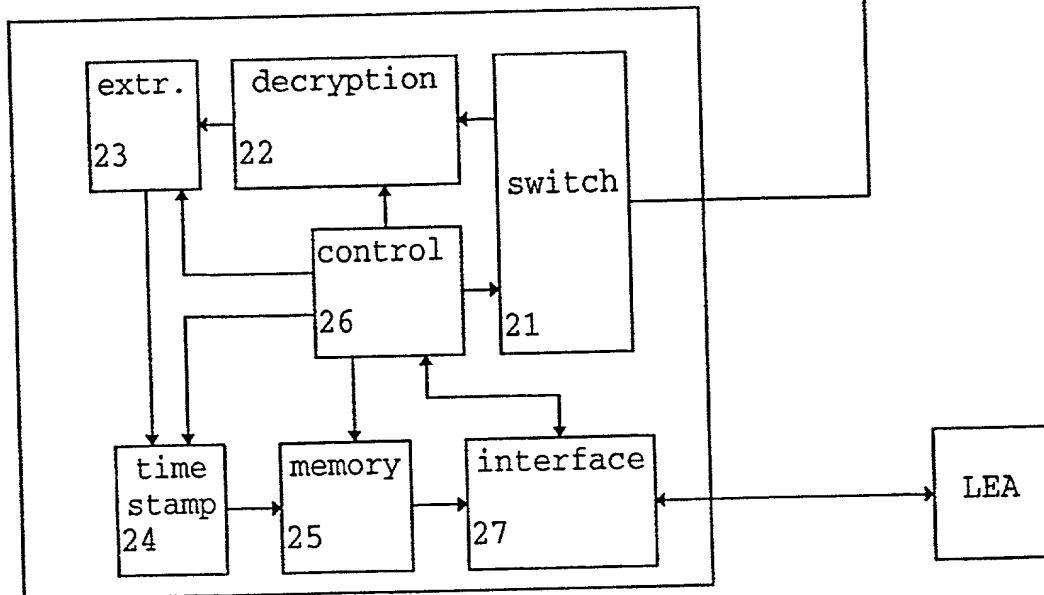 extr.
23
decryption
22
switch
21
control
26
time
stamp
24
memory
25
interface
27
LEA